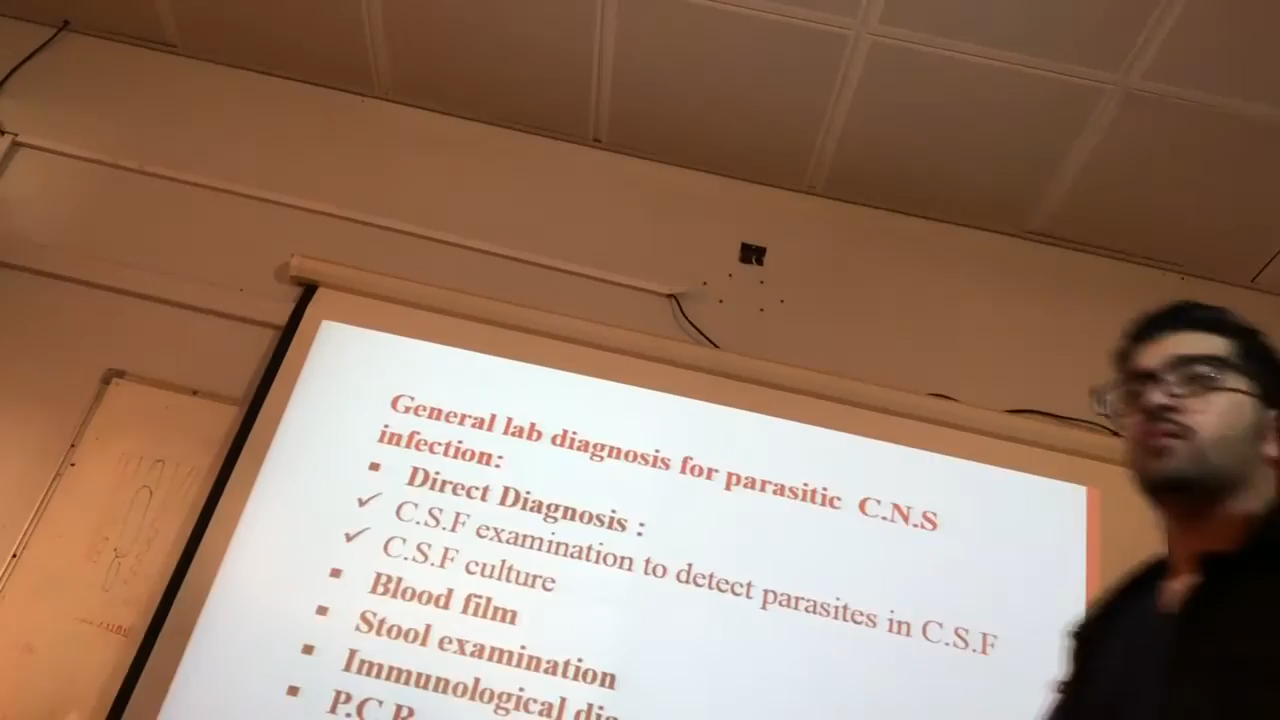 General lab diagnosis for parasitic C.N.S
infection:
▪ Direct Diagnosis :
✓ C.S.F examination to detect parasites in C.S.F
✓ C.S.F culture
▪ Blood film
▪ Stool examination
▪ Immunological
▪ P.C.R